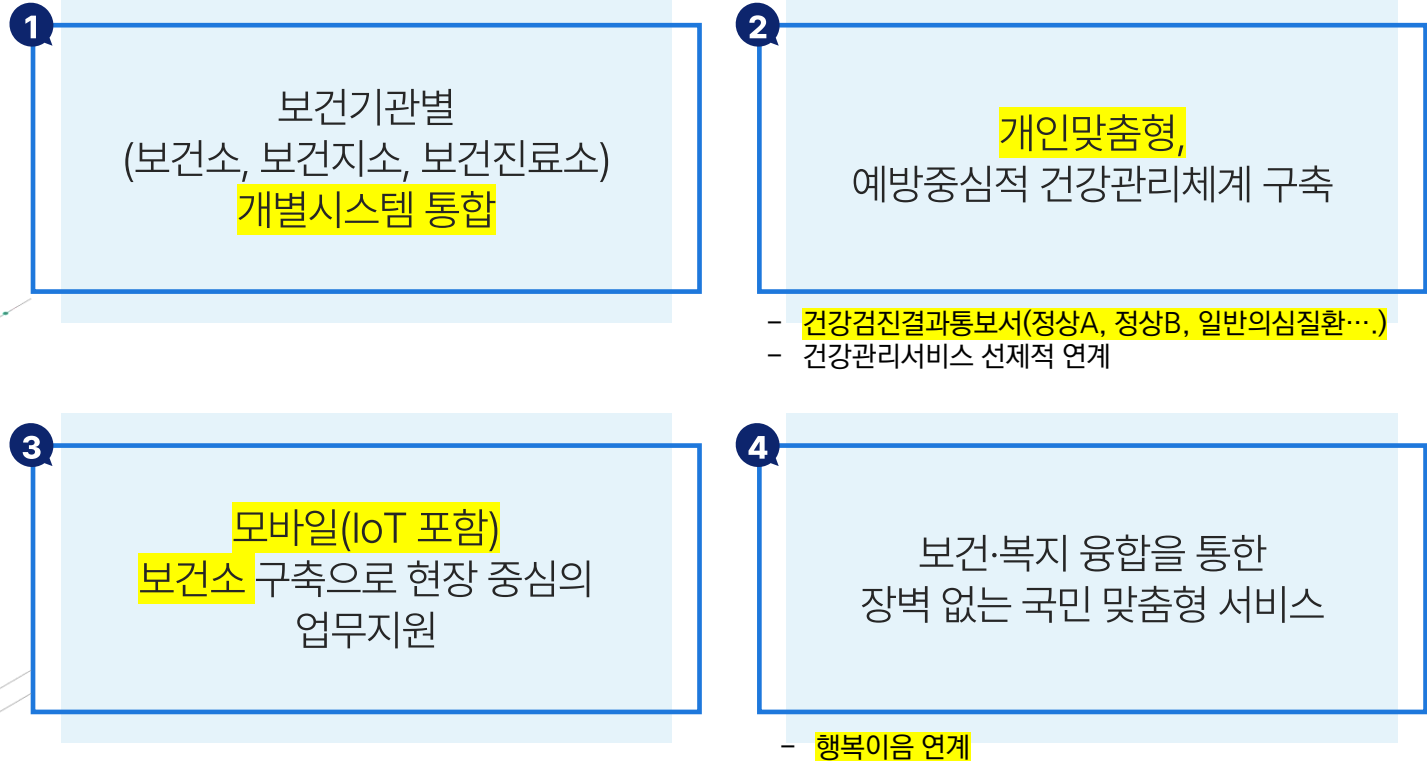 1
보건기관별
(보건소, 보건지소, 보건진료소)
개별시스템 통합
2
개인맞춤형,
예방중심적 건강관리체계 구축
- 건강검진결과통보서(정상A, 정상B, 일반의심질환….)
- 건강관리서비스 선제적 연계
3
모바일(IoT 포함)
보건소 구축으로 현장 중심의
업무지원
4
보건·복지 융합을 통한
장벽 없는 국민 맞춤형 서비스
- 행복이음 연계